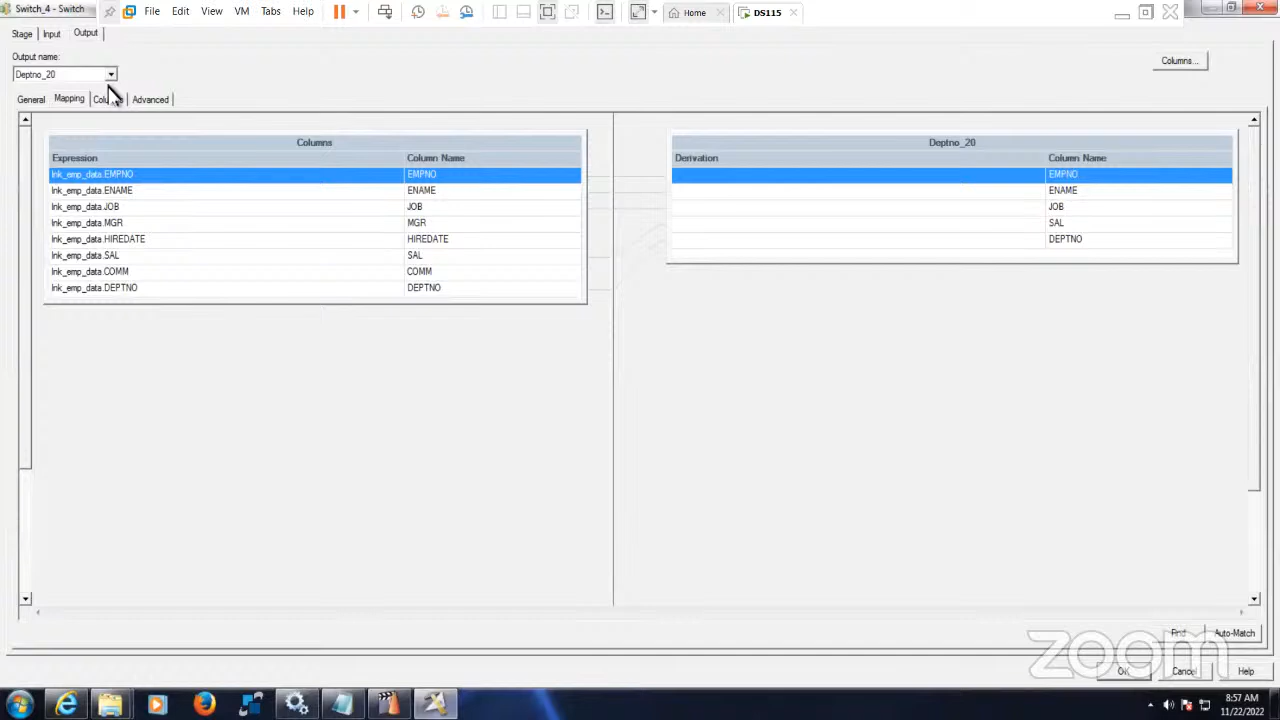 Switch_4 - Switch
File Edit View VM Tabs Help
Home
DS115
Stage Input Output
Output name:
Deptno_20
Columns...
General Mapping Advanced
Columns
Expression Column Name
lnk_emp_data.EMPNO EMPNO
lnk_emp_data.ENAME ENAME
lnk_emp_data.JOB JOB
lnk_emp_data.MGR MGR
lnk_emp_data.HIREDATE HIREDATE
lnk_emp_data.SAL SAL
lnk_emp_data.COMM COMM
lnk_emp_data.DEPTNO DEPTNO
Deptno_20
Derivation Column Name
EMPNO
ENAME
JOB
SAL
DEPTNO
Find Auto-Match
zoom
OK Cancel Help
8:57 AM
11/22/2022